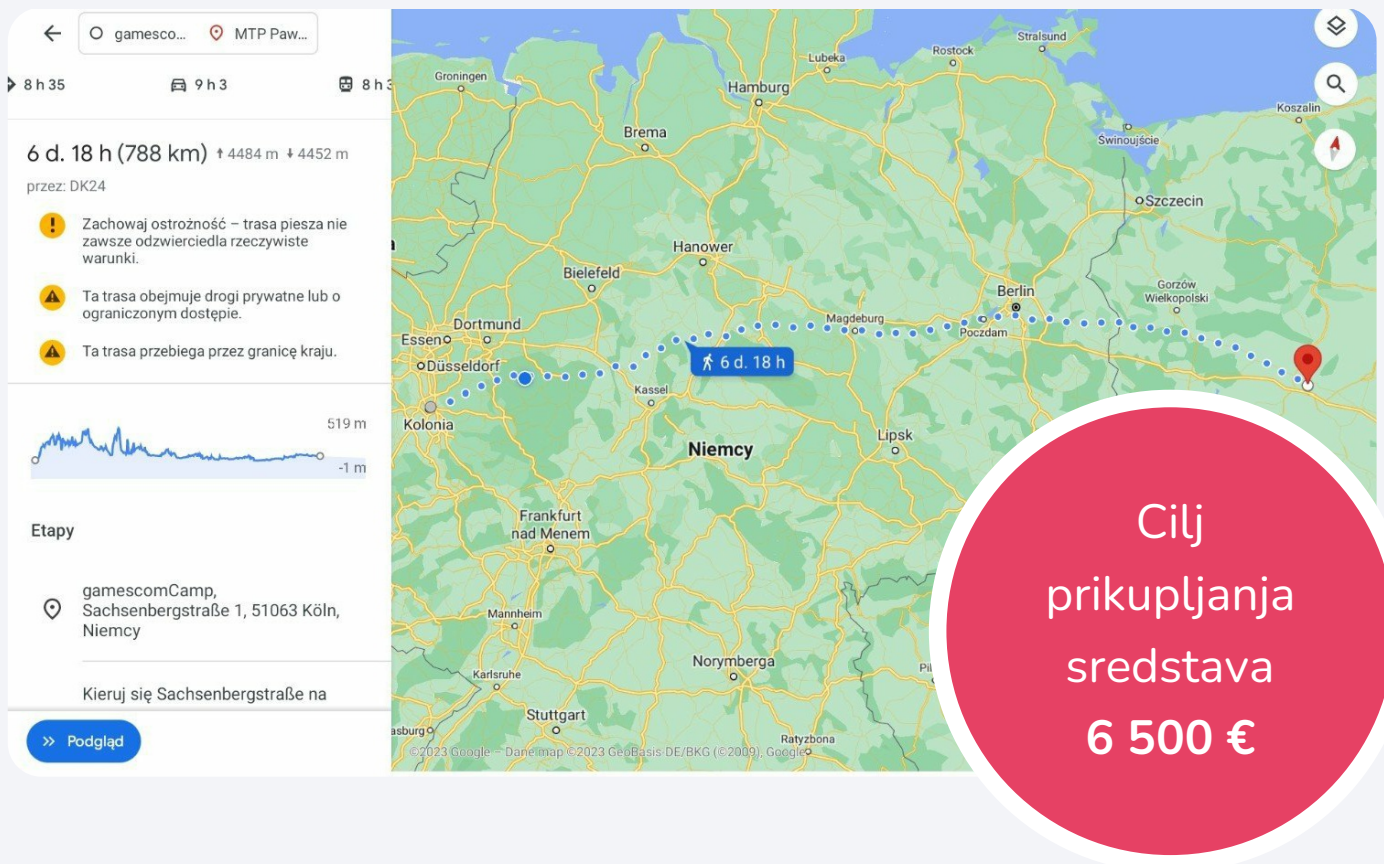 gamesco...
MTP Paw...
8 h 35
9 h 3
8 h
6 d. 18 h (788 km) 4484 m 4452 m
przez: DK24
Zachowaj ostrożność – trasa piesza nie
zawsze odzwierciedla rzeczywiste
warunki.
Ta trasa obejmuje drogi prywatne lub o
ograniczonym dostępie.
Ta trasa przebiega przez granicę kraju.
519 m
-1 m
Etapy
gamescomCamp,
Sachsenbergstraße 1, 51063 Köln,
Niemcy
Kieruj się Sachsenbergstraße na
Podgląd
Stralsund
Rostock
Lubeka
Groningen
Hamburg
Koszalin
Brema
Świnoujście
Szczecin
Hanower
Bielefeld
Berlin
Gorzów
Wielkopolski
Magdeburg
Poczdam
Dortmund
Essen
Düsseldorf
6 d. 18 h
Kassel
Kolonia
Lipsk
Niemcy
Frankfurt
nad Menem
Mannheim
Norymberga
Karlsruhe
Stuttgart
asburg
Ratyzbona
©2023 Google – Dane map ©2023 GeoBasis-DE/BKG (©2009), Google
Cilj
prikupljanja
sredstava
6 500 €